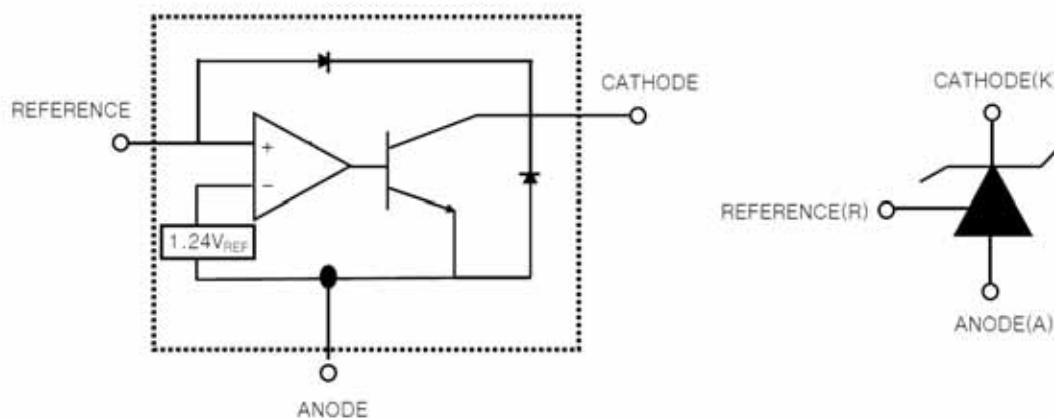 REFERENCE
+
−
1.24VREF
CATHODE
ANODE
CATHODE(K
REFERENCE(R)
ANODE(A)